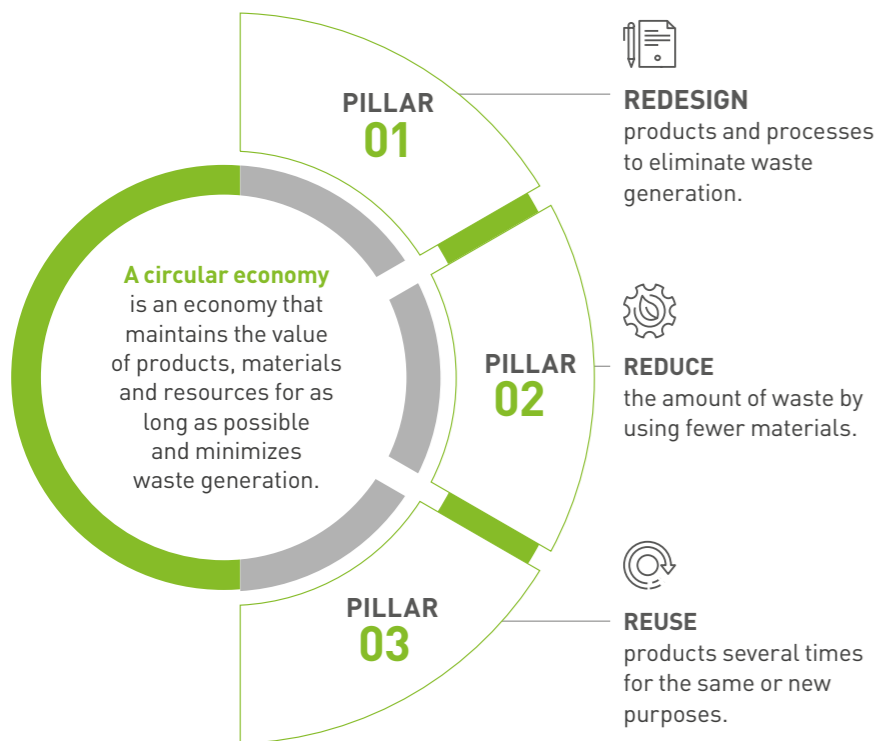 PILLAR
01
REDESIGN
products and processes
to eliminate waste
generation.
A circular economy
is an economy that
maintains the value
of products, materials
and resources for as
long as possible
and minimizes
waste generation.
PILLAR
02
REDUCE
the amount of waste by
using fewer materials.
PILLAR
03
REUSE
products several times
for the same or new
purposes.